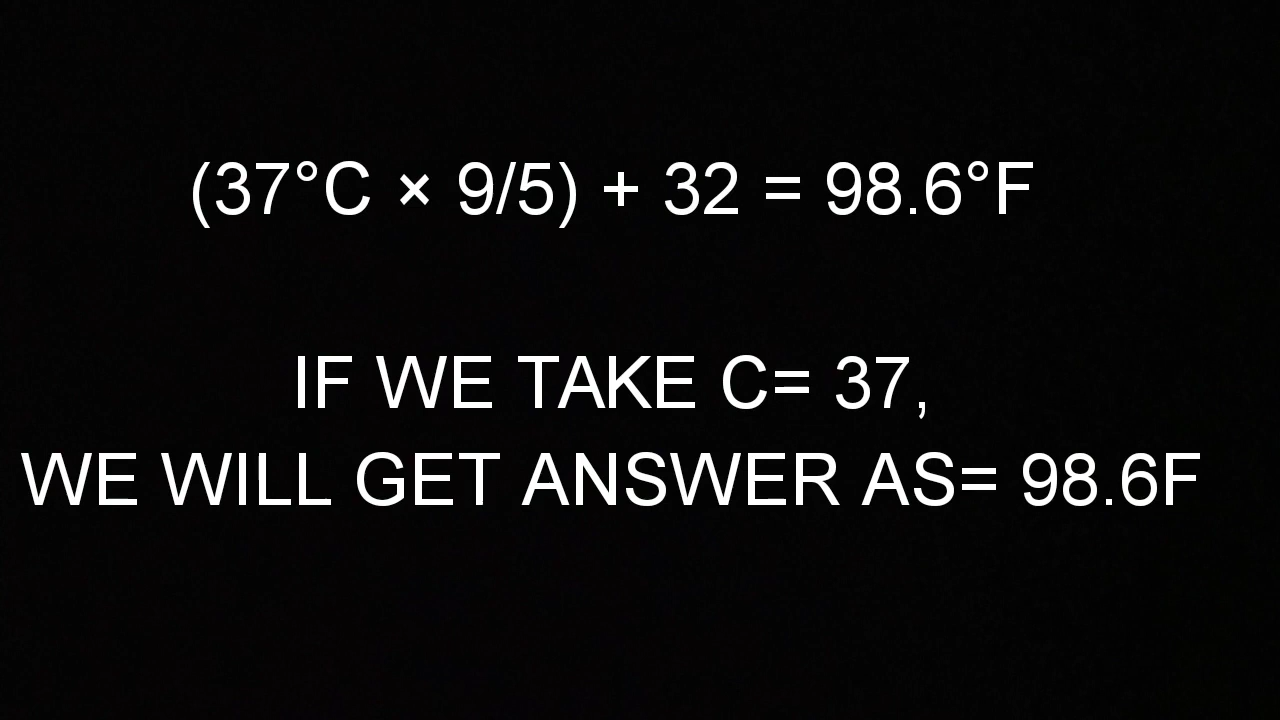 (37°C × 9/5) + 32 = 98.6°F
IF WE TAKE C= 37,
WE WILL GET ANSWER AS= 98.6F